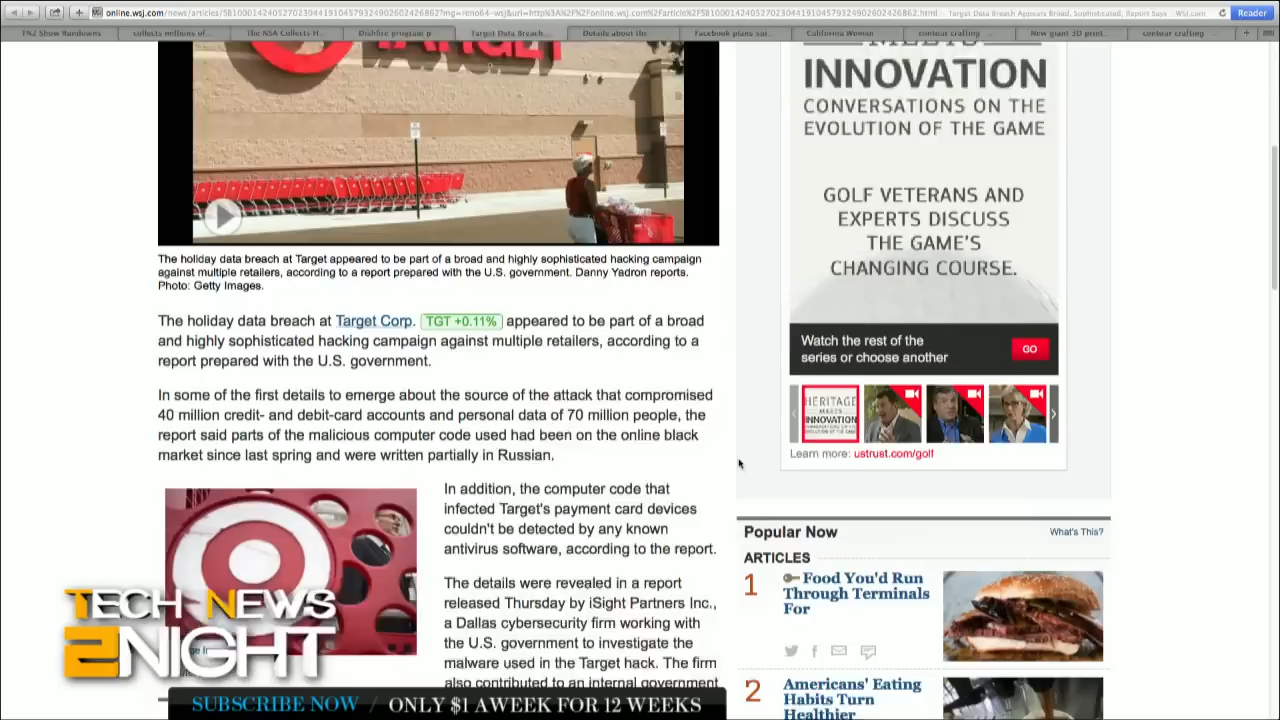 online.wsj.com/news/articles/SB10001424052702304419104579324902602426862?mg=reno64-wsj&url=http%3A%2F%2Fonline.wsj.com%2Farticle%2FSB10001424052702304419104579324902602426862.html
Target Data Breach Appears Broad, Sophisticated, Report Says WSJ.com
Reader
TN2 Show Rundowns
collects millions of...
The NSA Collects H...
Dishfire program p
Target Data Breach...
Details about the
Facebook plans sui...
California Woman
contour crafting
New giant 3D print...
contour crafting
TARGET
The holiday data breach at Target appeared to be part of a broad and highly sophisticated hacking campaign
against multiple retailers, according to a report prepared with the U.S. government. Danny Yadron reports.
Photo: Getty Images.
The holiday data breach at Target Corp. TGT +0.11% appeared to be part of a broad
and highly sophisticated hacking campaign against multiple retailers, according to a
report prepared with the U.S. government.
In some of the first details to emerge about the source of the attack that compromised
40 million credit- and debit-card accounts and personal data of 70 million people, the
report said parts of the malicious computer code used had been on the online black
market since last spring and were written partially in Russian.
In addition, the computer code that
infected Target's payment card devices
couldn't be detected by any known
antivirus software, according to the report.
The details were revealed in a report
released Thursday by iSight Partners Inc.,
a Dallas cybersecurity firm working with
the U.S. government to investigate the
malware used in the Target hack. The firm
also contributed to an internal government
MEETS
INNOVATION
CONVERSATIONS ON THE
EVOLUTION OF THE GAME
GOLF VETERANS AND
EXPERTS DISCUSS
THE GAME'S
CHANGING COURSE.
Watch the rest of the
series or choose another
GO
HERITAGE
MEETS
INNOVATION
Learn more: ustrust.com/golf
Popular Now
What's This?
ARTICLES
1
Food You'd Run
Through Terminals
For
2
Americans' Eating
Habits Turn
Healthier
TECH NEWS
2NIGHT
SUBSCRIBE NOW / ONLY $1 A WEEK FOR 12 WEEKS